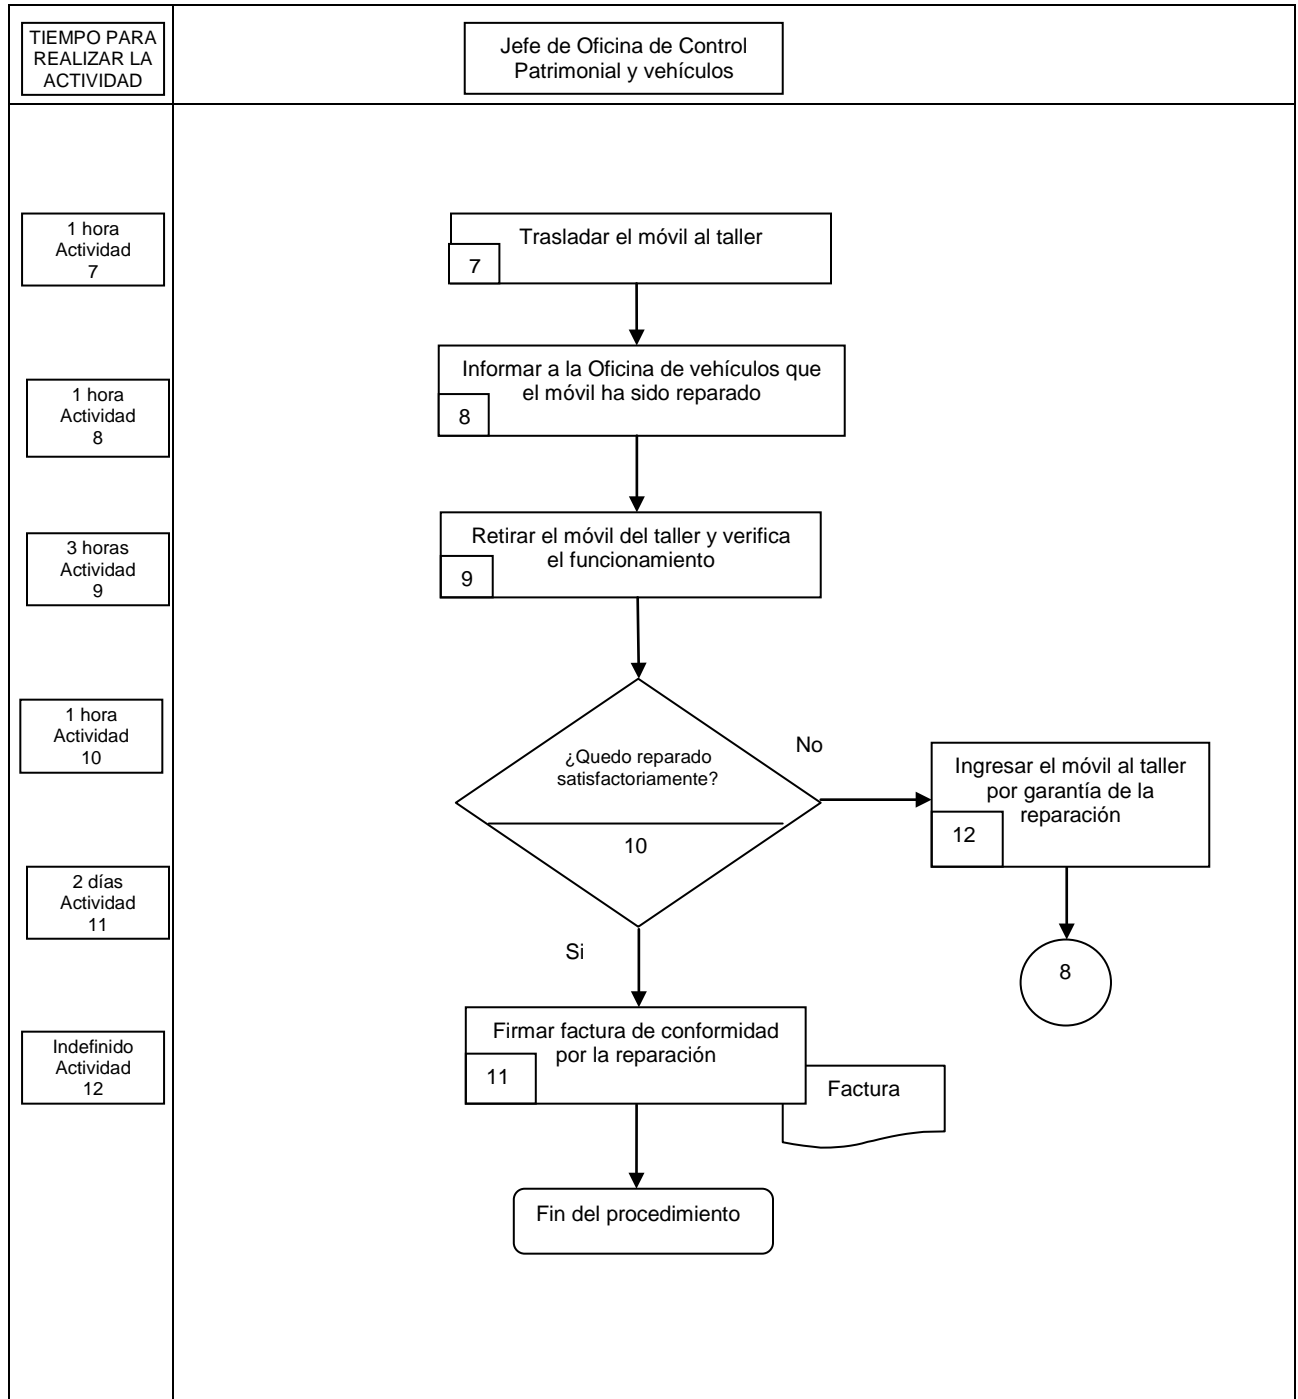 TIEMPO PARA
REALIZAR LA
ACTIVIDAD
Jefe de Oficina de Control
Patrimonial y vehículos
1 hora
Actividad
7
Trasladar el móvil al taller
7
Informar a la Oficina de vehículos que
el móvil ha sido reparado
8
1 hora
Actividad
8
3 horas
Actividad
9
Retirar el móvil del taller y verifica
el funcionamiento
9
1 hora
Actividad
10
¿Quedo reparado
satisfactoriamente?
10
No
Ingresar el móvil al taller
por garantía de la
reparación
12
2 días
Actividad
11
Si
8
Indefinido
Actividad
12
Firmar factura de conformidad
por la reparación
11
Factura
Fin del procedimiento